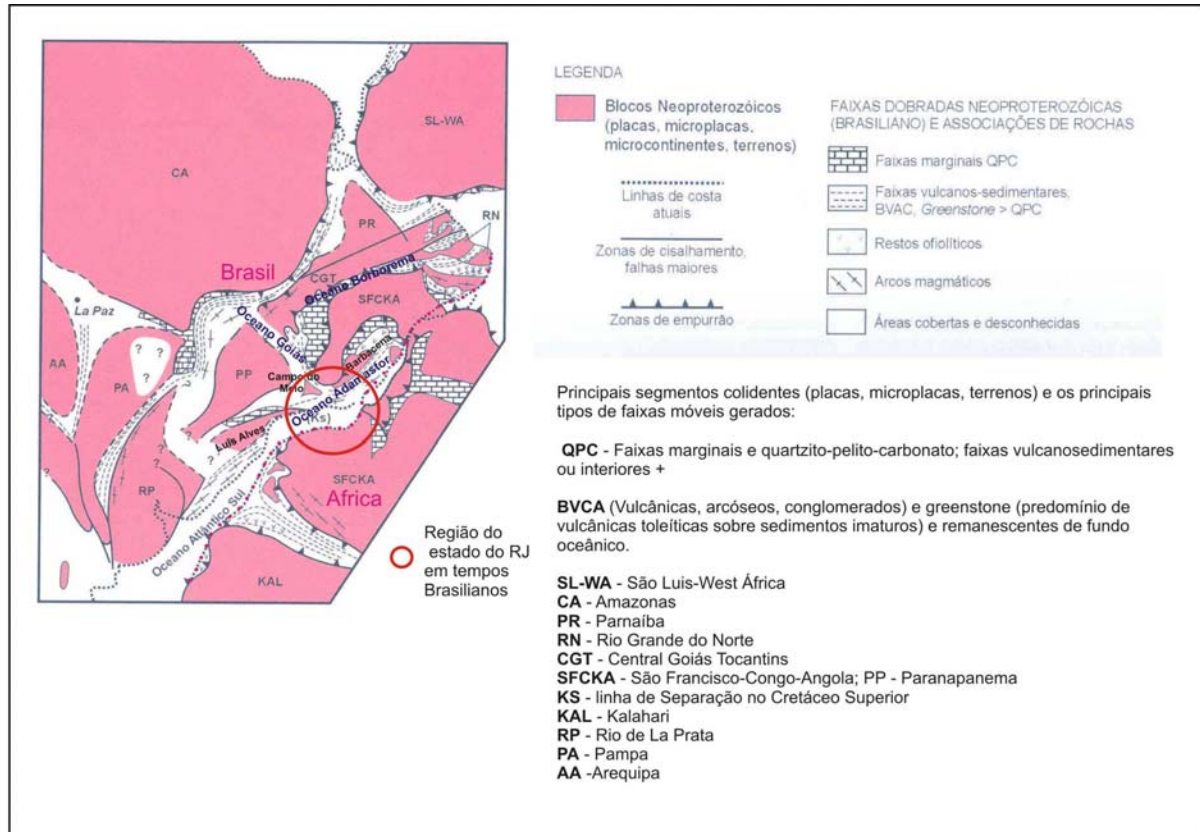 SL-WA
CA
RN
PR
Brasil
CGT
Oceano Borborema
SFCKA
La Paz
Oceano Goiás
Barbacena
AA
PA
PP
Campo do
Meio
Oceano Adamastor
(Ks)
Luis Alves
RP
SFCKA
Africa
Oceano Atlântico Sul
KAL
? ? ? ? ? ? ?
Região do
estado do RJ
em tempos
Brasilianos
LEGENDA
Blocos Neoproterozóicos
(placas, microplacas,
microcontinentes, terrenos)
Linhas de costa
atuais
Zonas de cisalhamento,
falhas maiores
Zonas de empurrão
FAIXAS DOBRADAS NEOPROTEROZÓICAS
(BRASILIANO) E ASSOCIAÇÕES DE ROCHAS
Faixas marginais QPC
Faixas vulcanos-sedimentares,
BVAC, Greenstone > QPC
Restos ofiolíticos
Arcos magmáticos
Áreas cobertas e desconhecidas
Principais segmentos colidentes (placas, microplacas, terrenos) e os principais
tipos de faixas móveis gerados:
QPC - Faixas marginais e quartzito-pelito-carbonato; faixas vulcanosedimentares
ou interiores +
BVCA (Vulcânicas, arcóseos, conglomerados) e greenstone (predomínio de
vulcânicas toleíticas sobre sedimentos imaturos) e remanescentes de fundo
oceânico.
SL-WA - São Luis-West África
CA - Amazonas
PR - Parnaíba
RN - Rio Grande do Norte
CGT - Central Goiás Tocantins
SFCKA - São Francisco-Congo-Angola; PP - Paranapanema
KS - linha de Separação no Cretáceo Superior
KAL - Kalahari
RP - Rio de La Prata
PA - Pampa
AA -Arequipa